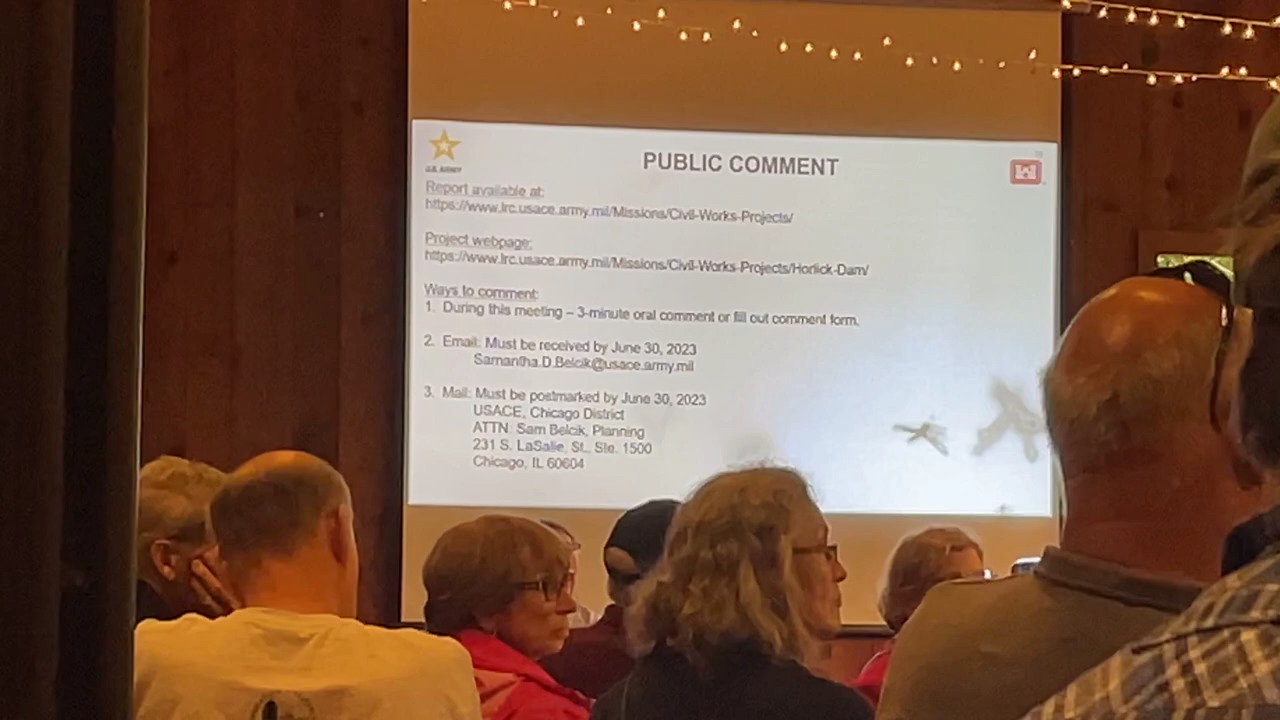 U.S. ARMY
PUBLIC COMMENT
Report available at:
https://www.lrc.usace.army.mil/Missions/Civil-Works-Projects/
Project webpage:
https://www.lrc.usace.army.mil/Missions/Civil-Works-Projects/Horlick-Dam/
Ways to comment:
1. During this meeting – 3-minute oral comment or fill out comment form.
2. Email: Must be received by June 30, 2023
Samantha.D.Belcik@usace.army.mil
3. Mail: Must be postmarked by June 30, 2023
USACE, Chicago District
ATTN: Sam Belcik, Planning
231 S. LaSalle, St., Ste. 1500
Chicago, IL 60604